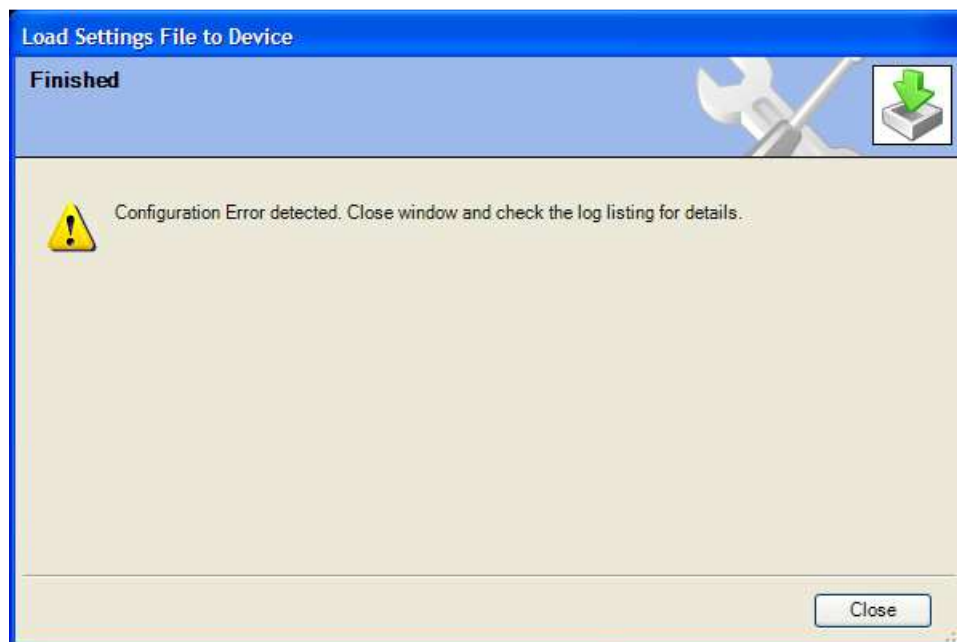 Load Settings File to Device
Finished
Configuration Error detected. Close window and check the log listing for details.
Close